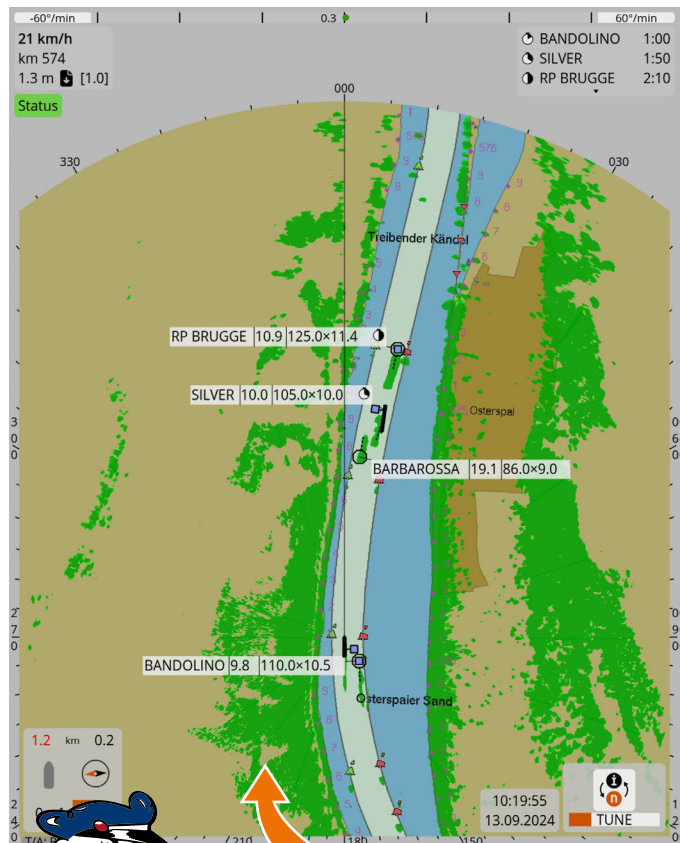 -60°/min
0.3
60°/min
21 km/h
km 574
1.3 m [1.0]
Status
BANDOLINO 1:00
SILVER 1:50
RP BRUGGE 2:10
000
330
030
576
Treibender Kändel
RP BRUGGE 10.9 125.0×11.4
SILVER 10.0 105.0×10.0
Osterspai
BARBAROSSA 19.1 86.0×9.0
BANDOLINO 9.8 110.0×10.5
Osterspaier Sand
1.2 km 0.2
10:19:55
13.09.2024
i
n
TUNE
210
180
150